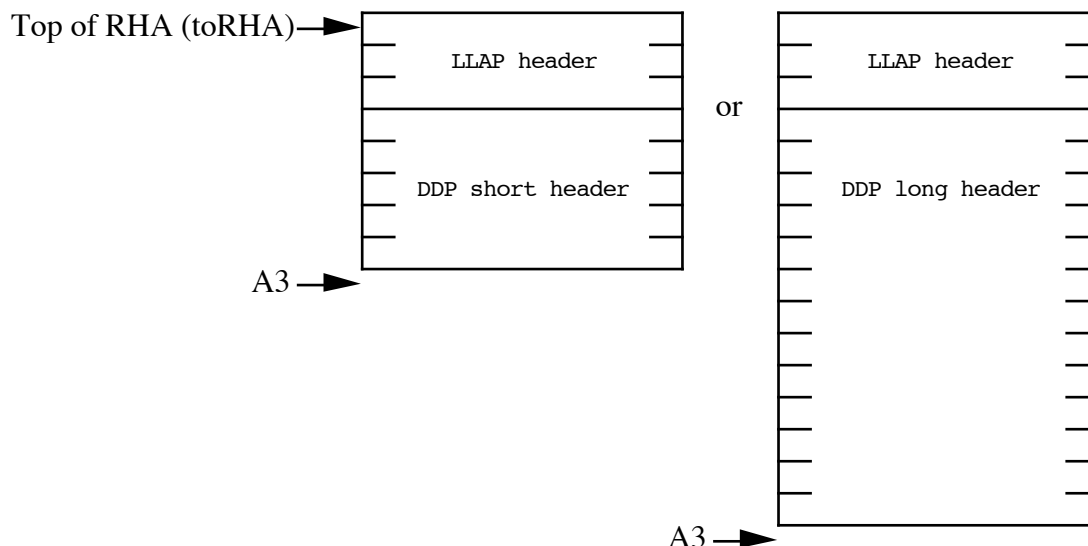 Top of RHA (toRHA)
LLAP header
or
LLAP header
DDP short header
DDP long header
A3
A3